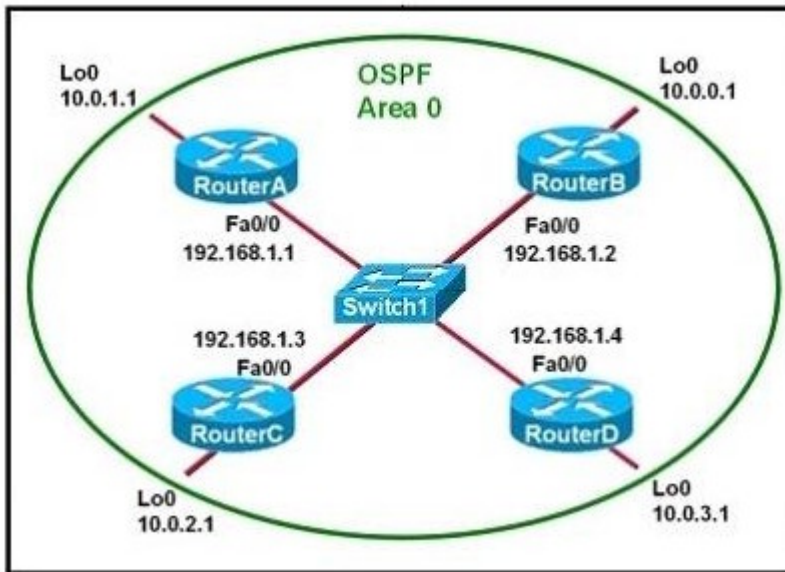 OSPF
Area 0
Lo0
10.0.1.1
Lo0
10.0.0.1
RouterA
RouterB
Fa0/0
192.168.1.1
Fa0/0
192.168.1.2
Switch1
192.168.1.3
Fa0/0
192.168.1.4
Fa0/0
RouterC
RouterD
Lo0
10.0.2.1
Lo0
10.0.3.1